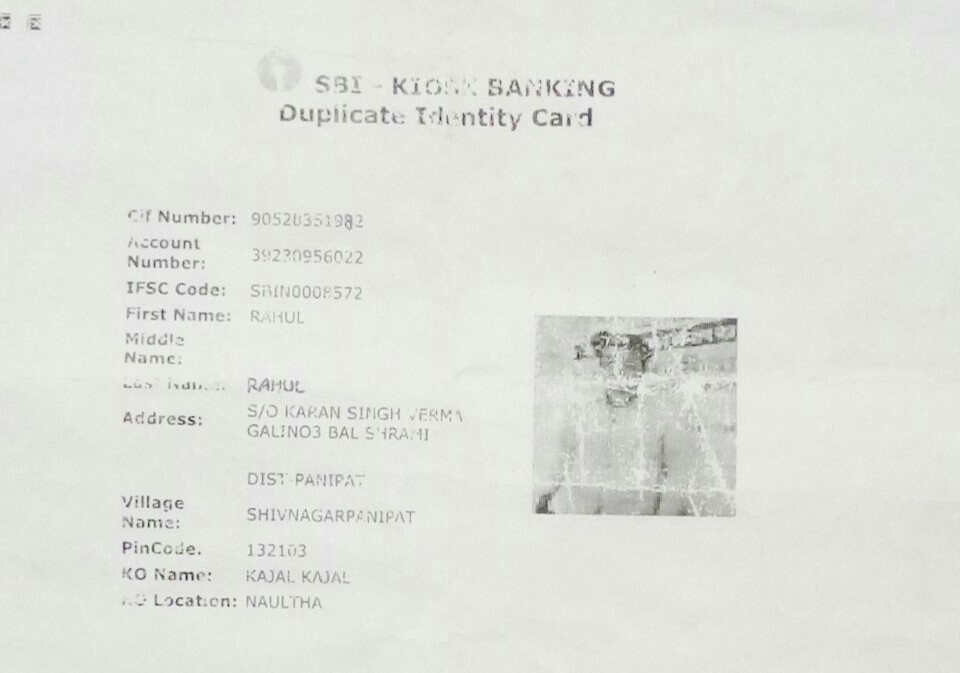 SBI - KIOSK BANKING
Duplicate Identity Card
Cif Number: 90528351982
Account
Number: 39230956022
IFSC Code: SBIN0008572
First Name: RAHUL
Middle
Name:
Last Name: RAHUL
Address: S/O KARAN SINGH VERMA
GALINO3 BAL SHRAMI
DIST-PANIPAT
Village
Name: SHIVNAGARPANIPAT
PinCode. 132103
KO Name: KAJAL KAJAL
KO Location: NAULTHA